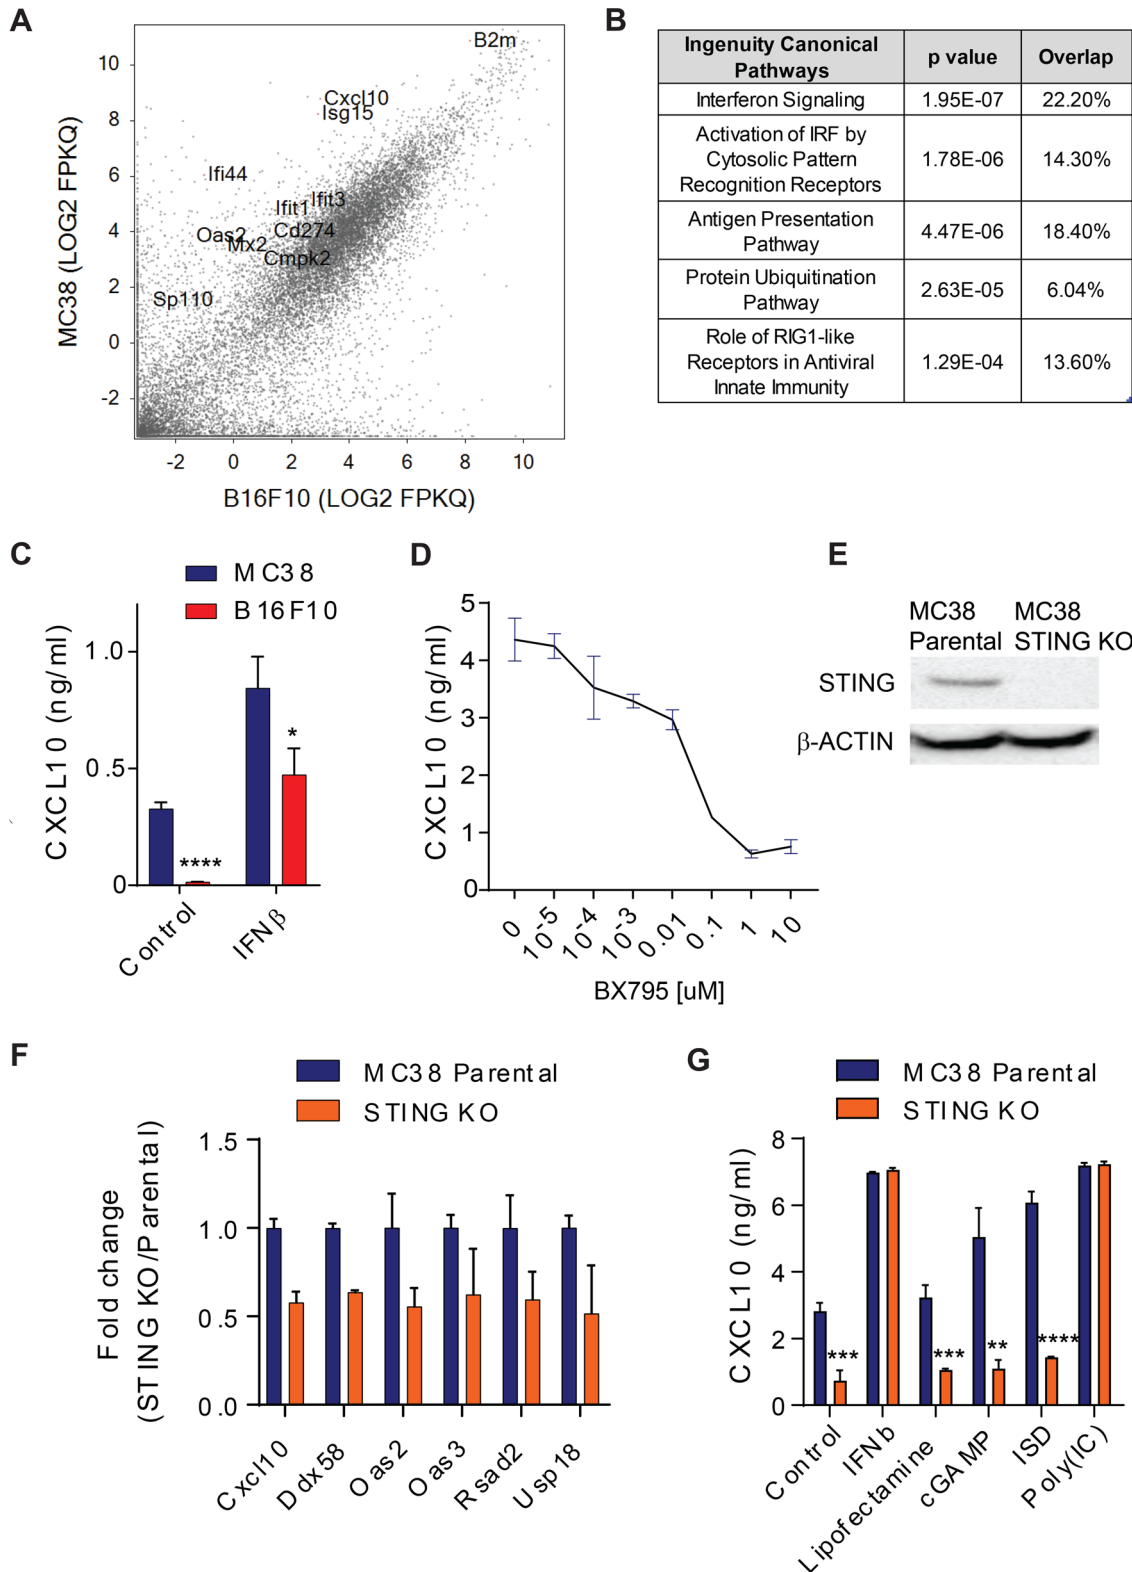 A
MC38 (LOG2 FPKQ)
10
8
6
4
2
0
-2
B2m
Cxcl10
Isg15
Ifi44
Ifit3
Ifit1
Oas2
Cd274
Mx2
Cmpk2
Sp110
-2 0 2 4 6 8 10
B16F10 (LOG2 FPKQ)
B
Ingenuity Canonical
Pathways
p value
Overlap
Interferon Signaling 1.95E-07 22.20%
Activation of IRF by
Cytosolic Pattern
Recognition Receptors
1.78E-06 14.30%
Antigen Presentation
Pathway
4.47E-06 18.40%
Protein Ubiquitination
Pathway
2.63E-05 6.04%
Role of RIG1-like
Receptors in Antiviral
Innate Immunity
1.29E-04 13.60%
C
MC38
B16F10
CXCL10 (ng/ml)
1.0
0.5
0
****
*
Control
IFNβ
D
CXCL10 (ng/ml)
5
4
3
2
1
0
0
10-5
10-4
10-3
0.01
0.1
1
10
BX795 [uM]
E
MC38
Parental
MC38
STING KO
STING
β-ACTIN
F
MC38 Parental
STING KO
Fold change
(STING KO/Parental)
1.5
1.0
0.5
0.0
Cxcl10
Ddx58
Oas2
Oas3
Rsad2
Usp18
G
MC38 Parental
STING KO
CXCL10 (ng/ml)
8
6
4
2
0
***
***
**
****
Control
IFNb
Lipofectamine
cGAMP
ISD
Poly(IC)